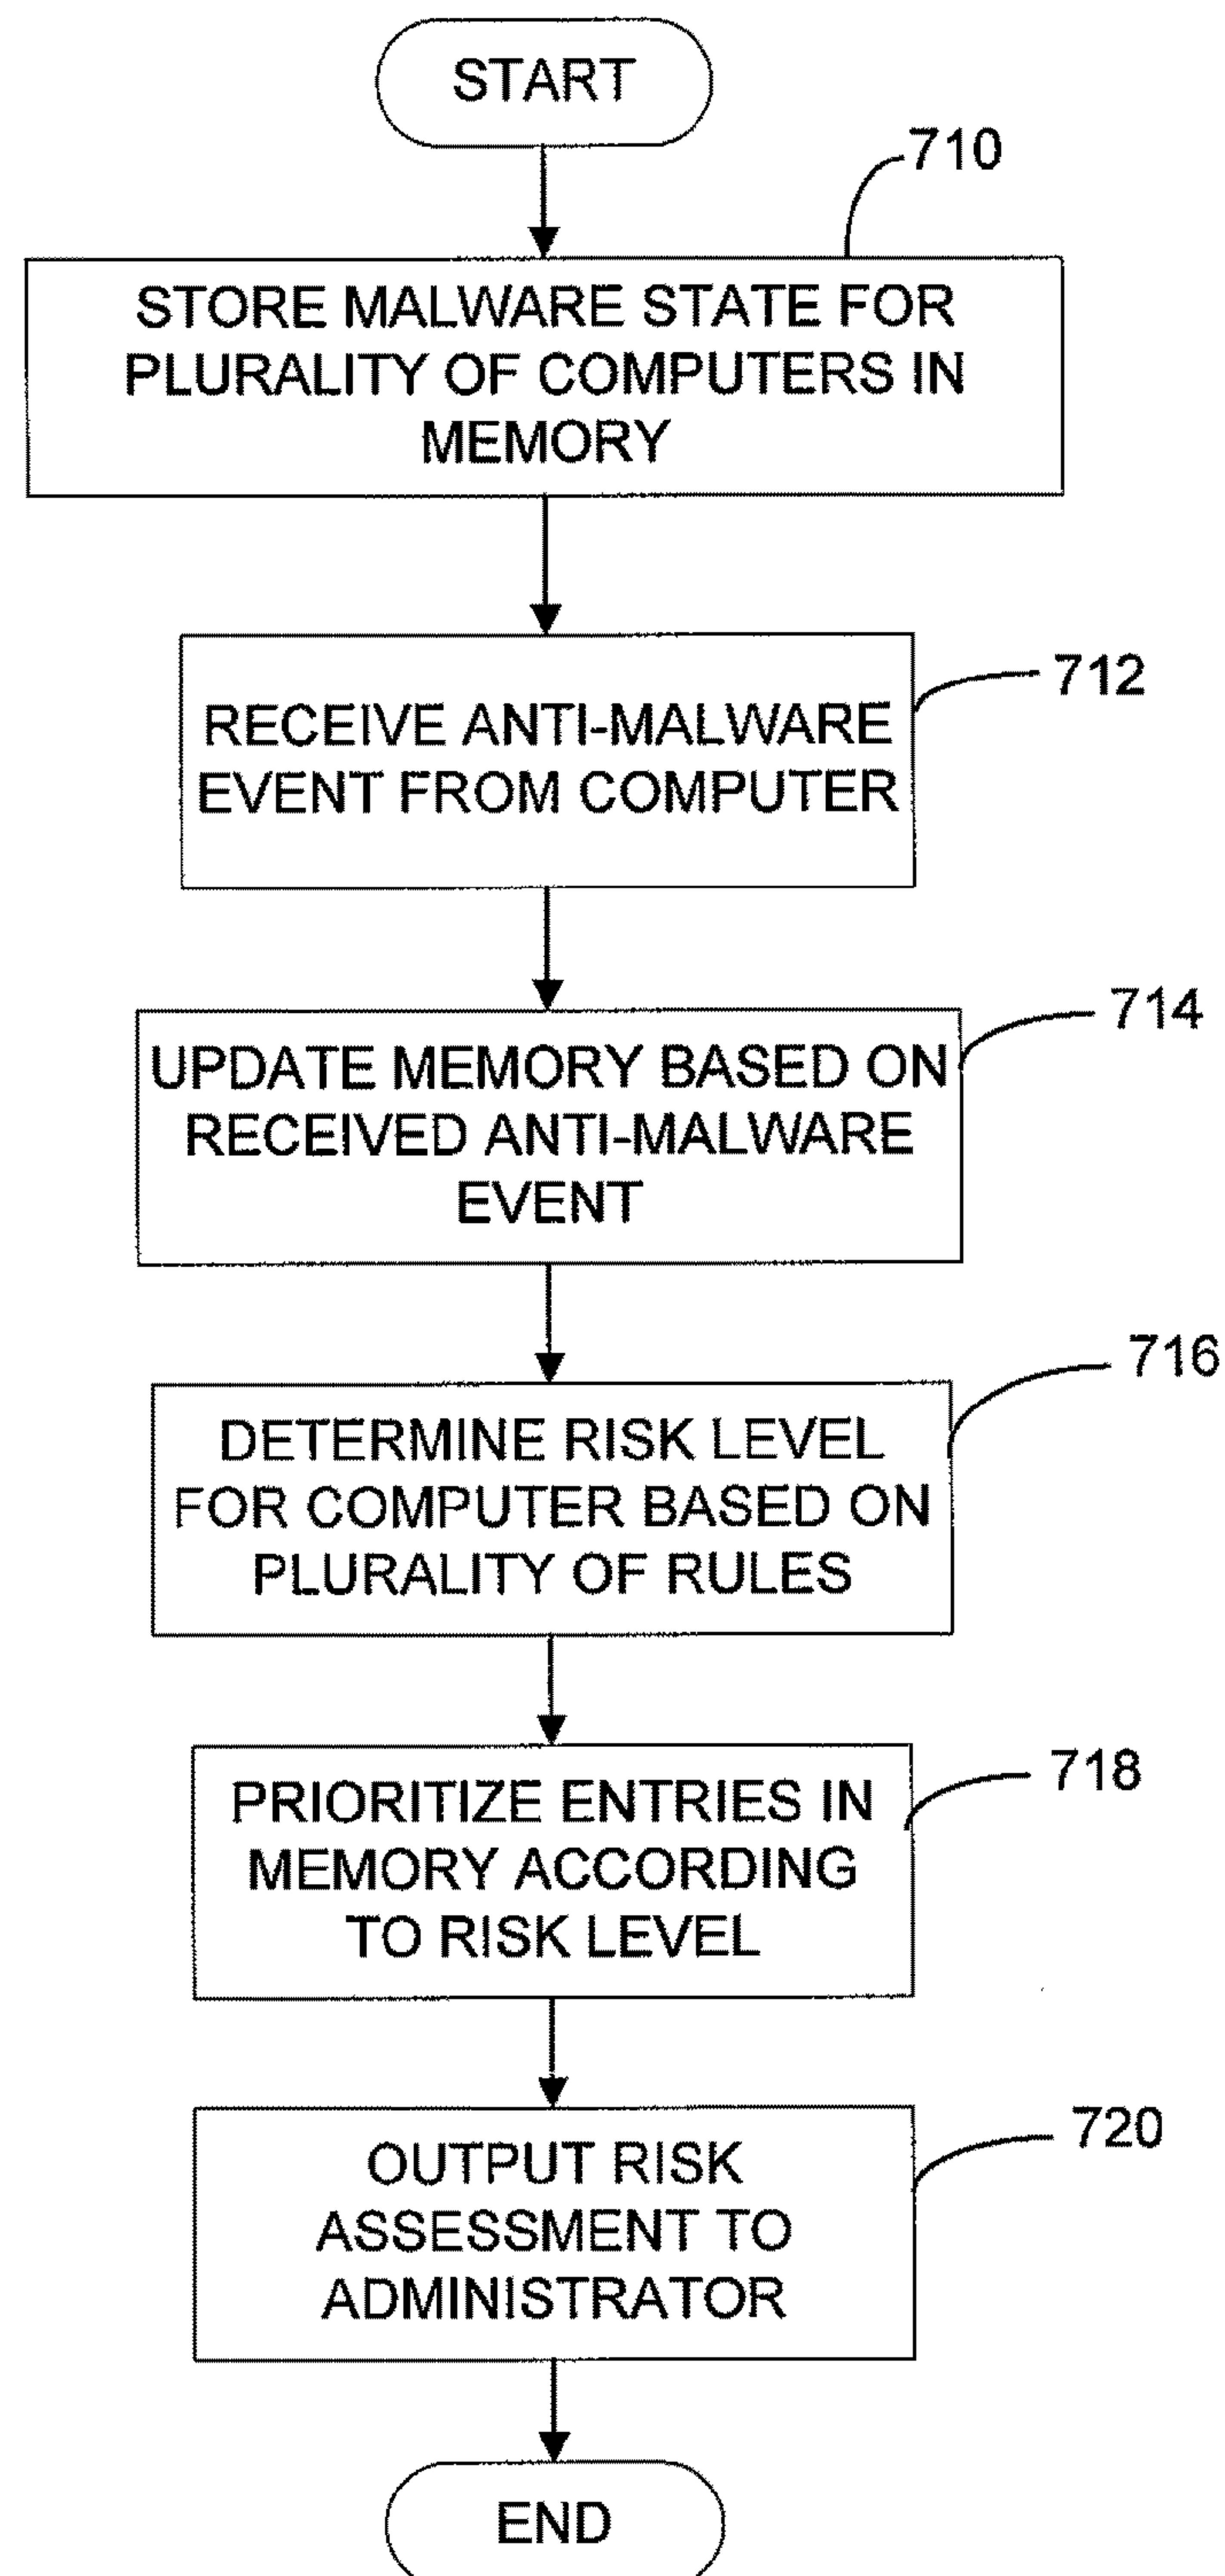 START
710
STORE MALWARE STATE FOR
PLURALITY OF COMPUTERS IN
MEMORY
712
RECEIVE ANTI-MALWARE
EVENT FROM COMPUTER
714
UPDATE MEMORY BASED ON
RECEIVED ANTI-MALWARE
EVENT
716
DETERMINE RISK LEVEL
FOR COMPUTER BASED ON
PLURALITY OF RULES
718
PRIORITIZE ENTRIES IN
MEMORY ACCORDING
TO RISK LEVEL
720
OUTPUT RISK
ASSESSMENT TO
ADMINISTRATOR
END